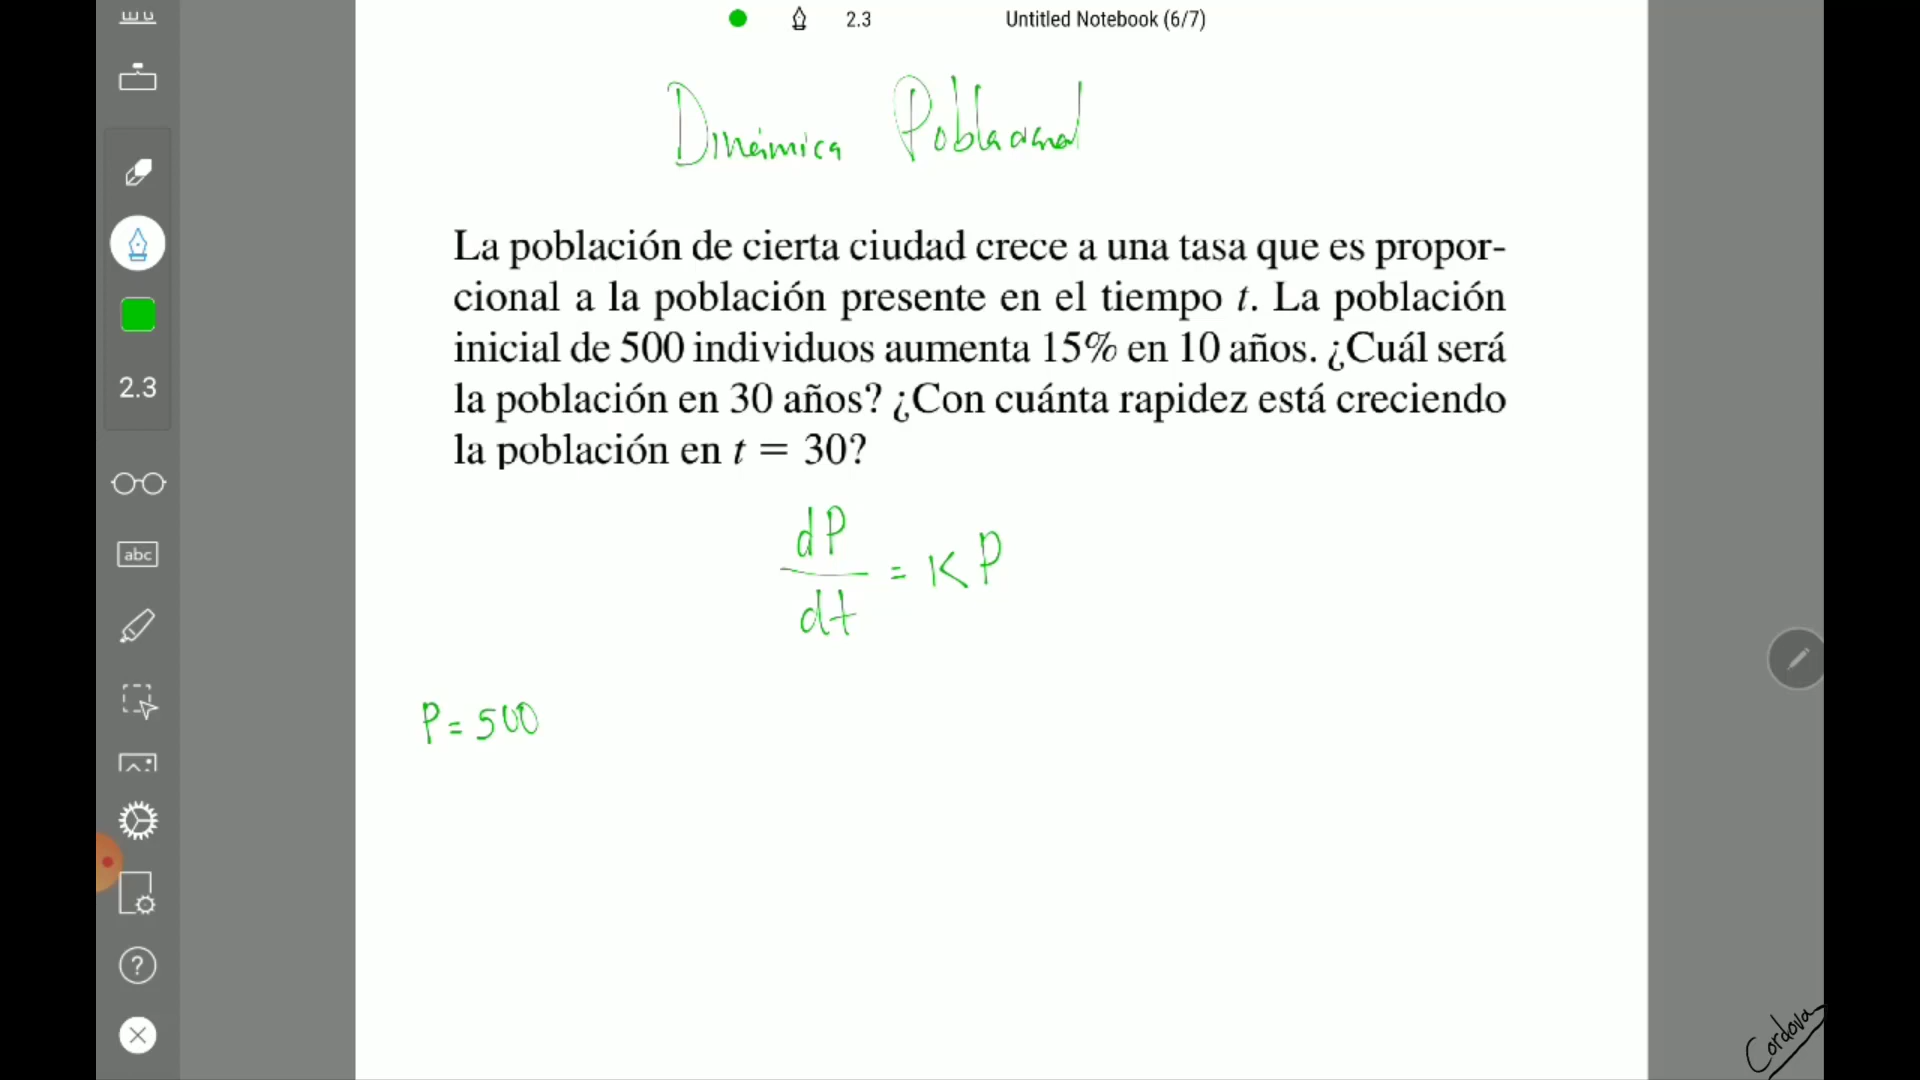 2.3 Untitled Notebook (6/7)
Dinámica Poblacional
La población de cierta ciudad crece a una tasa que es propor-
cional a la población presente en el tiempo t. La población
inicial de 500 individuos aumenta 15% en 10 años. ¿Cuál será
la población en 30 años? ¿Con cuánta rapidez está creciendo
la población en t = 30?
2.3
abc
dP
dt
= KP
P = 500
?
Cordova